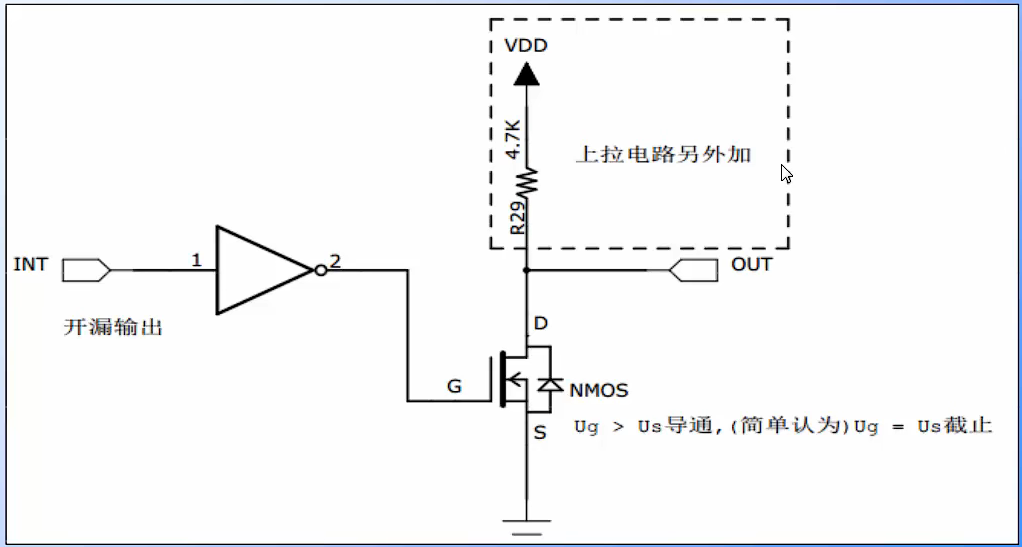 VDD
4.7K
上拉电路另外加
R29
INT
1
2
OUT
开漏输出
D
G
NMOS
S
Ug > Us导通,(简单认为)Ug = Us截止